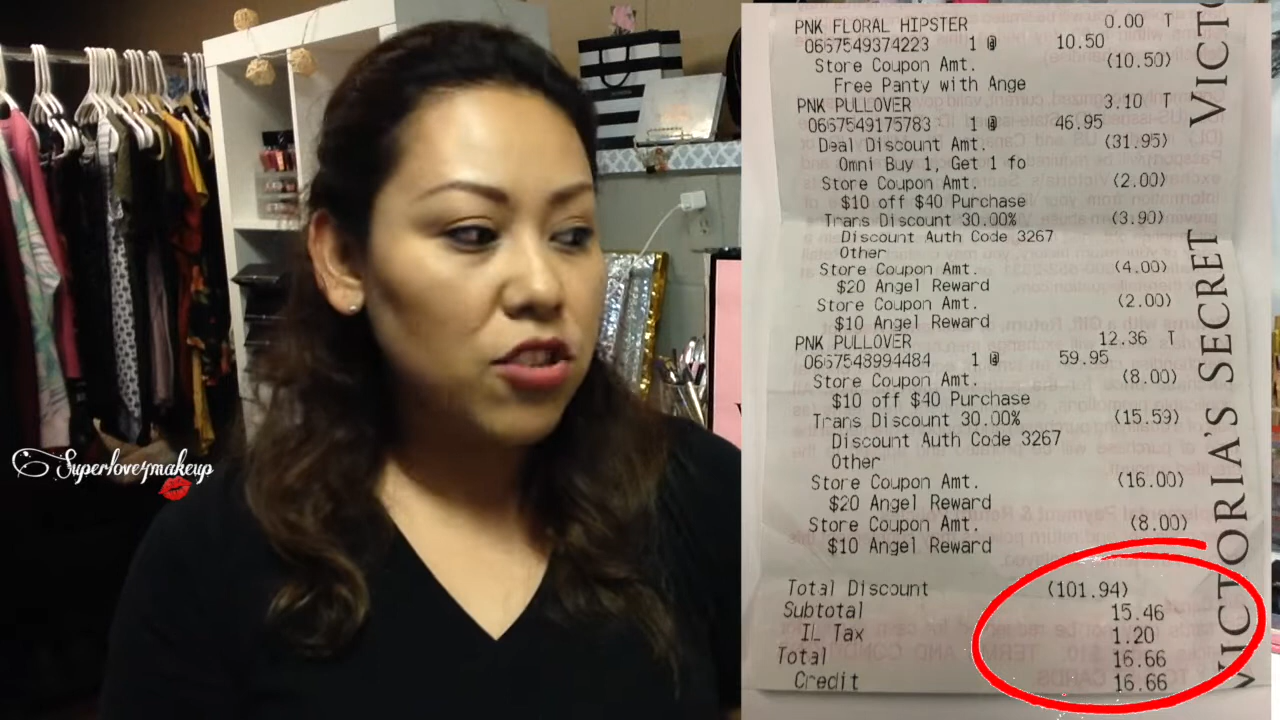 Superlover4makeup
PNK FLORAL HIPSTER 0.00 T
0667549374223 1 @ 10.50
Store Coupon Amt. (10.50)
Free Panty with Ange
PNK PULLOVER 3.10 T
0667549175783 1 @ 46.95
Deal Discount Amt. (31.95)
Omni Buy 1, Get 1 fo
Store Coupon Amt. (2.00)
$10 off $40 Purchase
Trans Discount 30.00% (3.90)
Discount Auth Code 3267
Other
Store Coupon Amt. (4.00)
$20 Angel Reward
Store Coupon Amt. (2.00)
$10 Angel Reward
PNK PULLOVER 12.36 T
0667548994484 1 @ 59.95
Store Coupon Amt. (8.00)
$10 off $40 Purchase
Trans Discount 30.00% (15.59)
Discount Auth Code 3267
Other
Store Coupon Amt. (16.00)
$20 Angel Reward
Store Coupon Amt. (8.00)
$10 Angel Reward
Total Discount (101.94)
Subtotal 15.46
IL Tax 1.20
Total 16.66
Credit 16.66
VICTO
VICTORIA'S SECRET